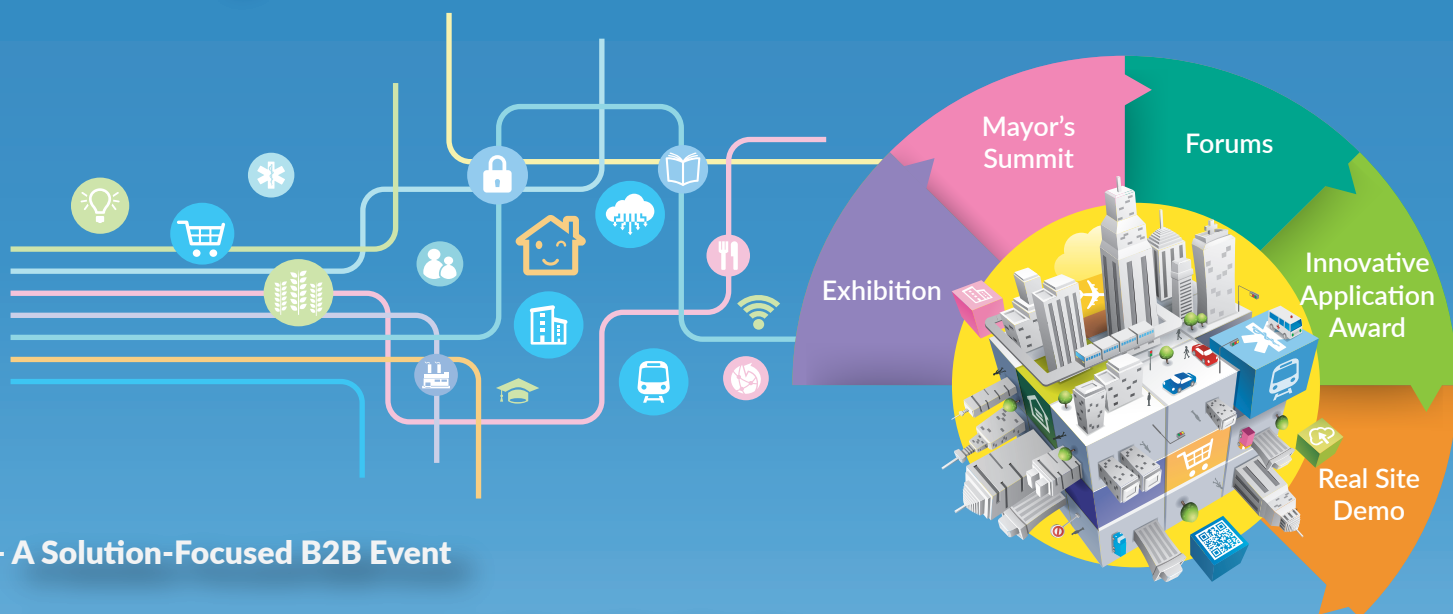 Mayor's
Summit
Forums
Exhibition
Innovative
Application
Award
Real Site
Demo
- A Solution-Focused B2B Event